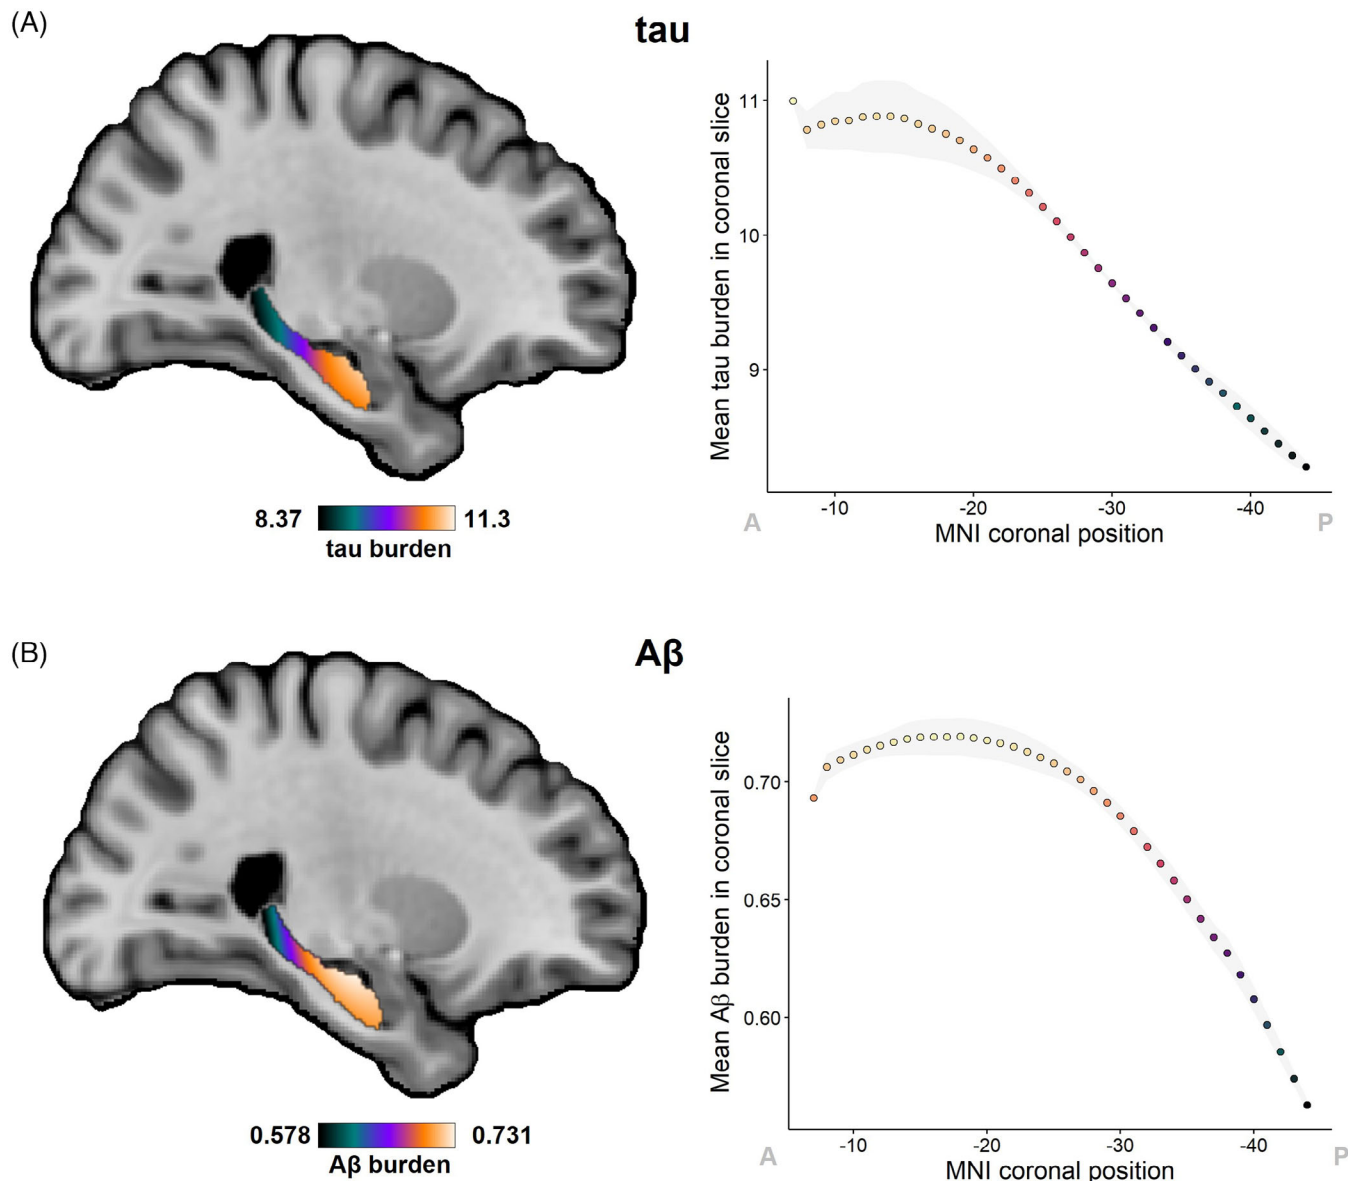 (A)
tau
Mean tau burden in coronal slice
11
10
9
-10 -20 -30 -40
A P
MNI coronal position
8.37 11.3
tau burden
(B)
Aβ
Mean Aβ burden in coronal slice
0.70
0.65
0.60
-10 -20 -30 -40
A P
MNI coronal position
0.578 0.731
Aβ burden